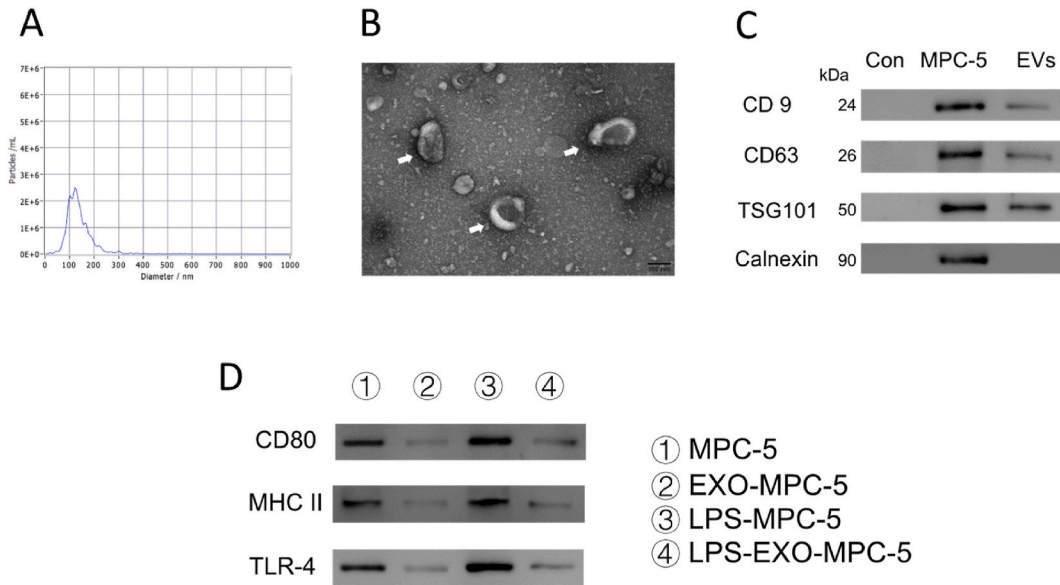 A
7E+6
6E+6
5E+6
4E+6
3E+6
2E+6
1E+6
0E+0
Particles /mL
0 100 200 300 400 500 600 700 800 900 1000
Diameter / nm
B
100 nm
C
kDa Con MPC-5 EVs
CD 9 24
CD63 26
TSG101 50
Calnexin 90
D
① ② ③ ④
CD80
MHC II
TLR-4
① MPC-5
② EXO-MPC-5
③ LPS-MPC-5
④ LPS-EXO-MPC-5